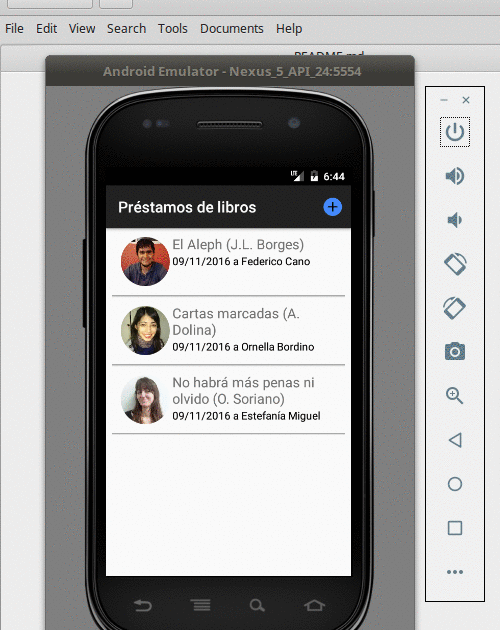 File Edit View Search Tools Documents Help
README.md
Android Emulator - Nexus_5_API_24:5554
LTE 6:44
Préstamos de libros
El Aleph (J.L. Borges)
09/11/2016 a Federico Cano
Cartas marcadas (A.
Dolina)
09/11/2016 a Ornella Bordino
No habrá más penas ni
olvido (O. Soriano)
09/11/2016 a Estefanía Miguel